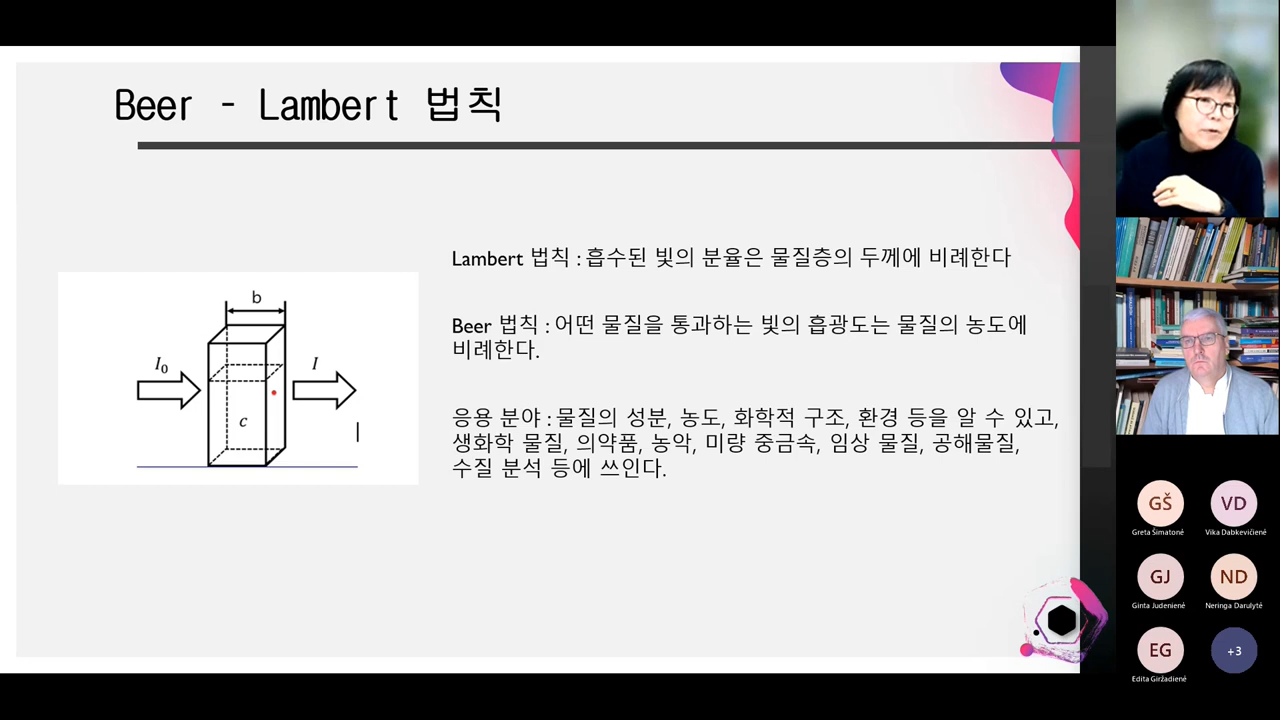 Beer - Lambert 법칙
b
I₀
I
c
Lambert 법칙 : 흡수된 빛의 분율은 물질층의 두께에 비례한다
Beer 법칙 : 어떤 물질을 통과하는 빛의 흡광도는 물질의 농도에
비례한다.
응용 분야 : 물질의 성분, 농도, 화학적 구조, 환경 등을 알 수 있고,
생화학 물질, 의약품, 농악, 미량 중금속, 임상 물질, 공해물질,
수질 분석 등에 쓰인다.
GŠ
VD
Greta Šimatonė
Vika Dabkevičienė
GJ
ND
Ginta Judenienė
Neringa Darulytė
EG
+3
Edita Giržadienė